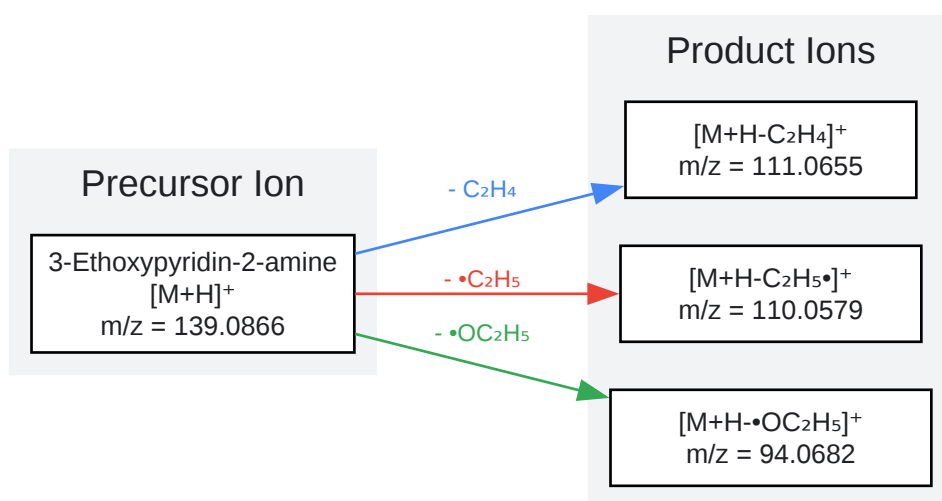 Product Ions
[M+H-C₂H₄]⁺
m/z = 111.0655
Precursor Ion
- C₂H₄
3-Ethoxypyridin-2-amine
[M+H]⁺
m/z = 139.0866
- •C₂H₅
[M+H-C₂H₅•]⁺
m/z = 110.0579
- •OC₂H₅
[M+H-•OC₂H₅]⁺
m/z = 94.0682